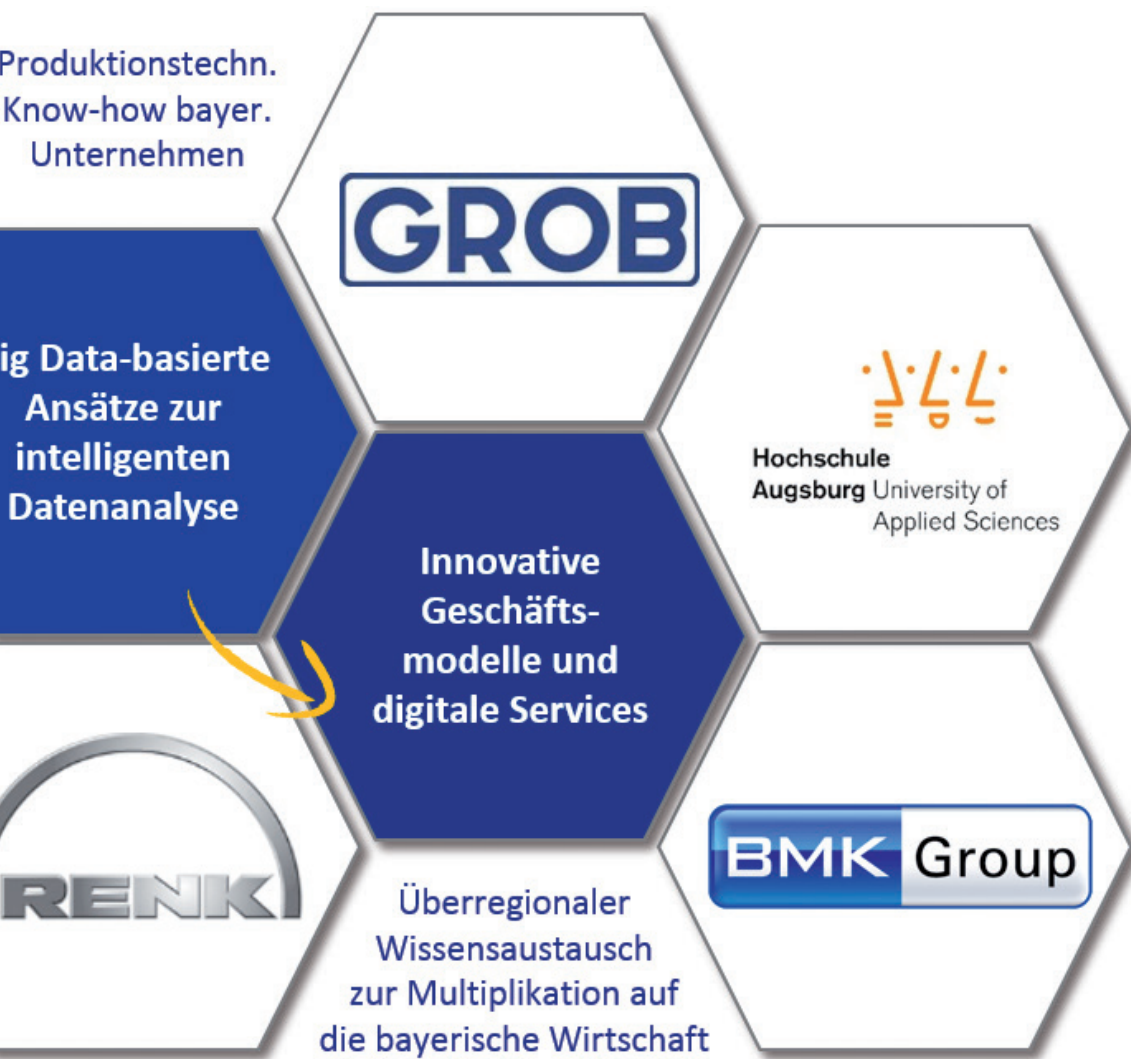 Produktionstechn.
Know-how bayer.
Unternehmen
GROB
ig Data-basierte
Ansätze zur
intelligenten
Datenanalyse
Hochschule
Augsburg University of
Applied Sciences
Innovative
Geschäfts-
modelle und
digitale Services
RENK
BMK Group
Überregionaler
Wissensaustausch
zur Multiplikation auf
die bayerische Wirtschaft